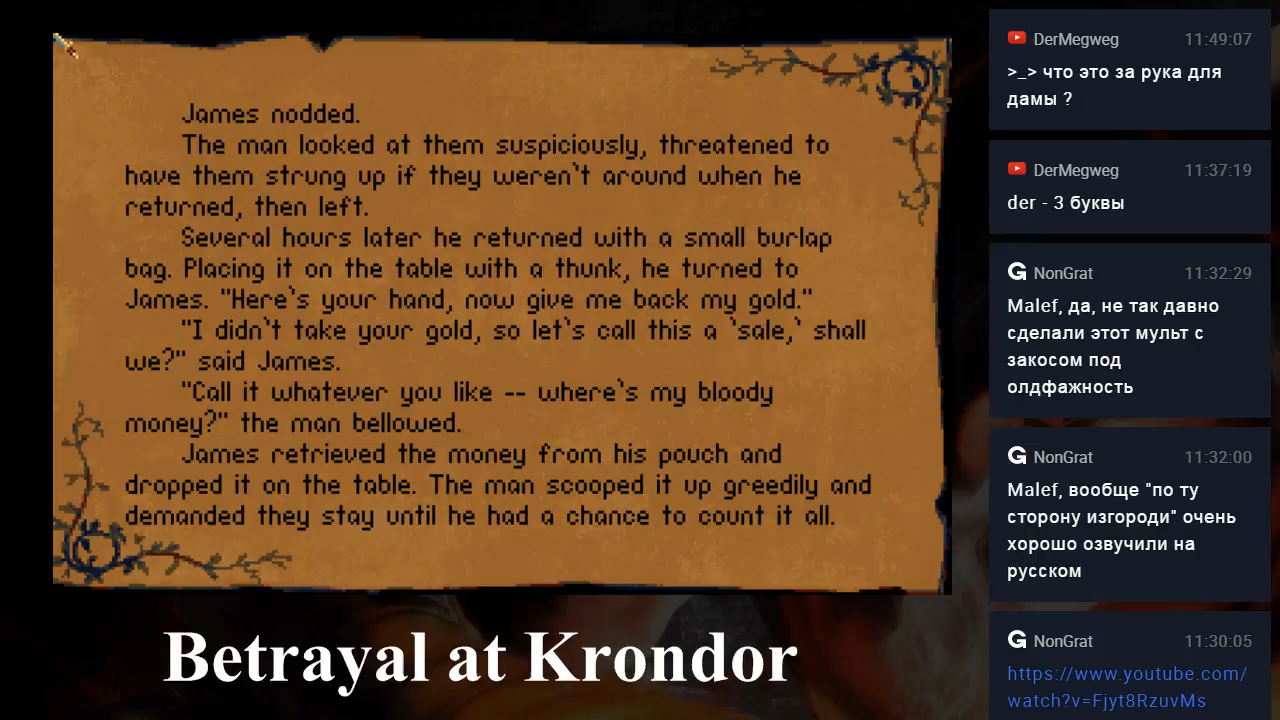 James nodded.
The man looked at them suspiciously, threatened to
have them strung up if they weren't around when he
returned, then left.
Several hours later he returned with a small burlap
bag. Placing it on the table with a thunk, he turned to
James. "Here's your hand, now give me back my gold."
"I didn't take your gold, so let's call this a 'sale,' shall
we?" said James.
"Call it whatever you like -- where's my bloody
money?" the man bellowed.
James retrieved the money from his pouch and
dropped it on the table. The man scooped it up greedily and
demanded they stay until he had a chance to count it all.
Betrayal at Krondor
DerMegweg 11:49:07
>_> что это за рука для
дамы ?
DerMegweg 11:37:19
der - 3 буквы
NonGrat 11:32:29
Malef, да, не так давно
сделали этот мульт с
закосом под
олдфажность
NonGrat 11:32:00
Malef, вообще "по ту
сторону изгороди" очень
хорошо озвучили на
русском
NonGrat 11:30:05
https://www.youtube.com/
watch?v=Fjyt8RzuvMs